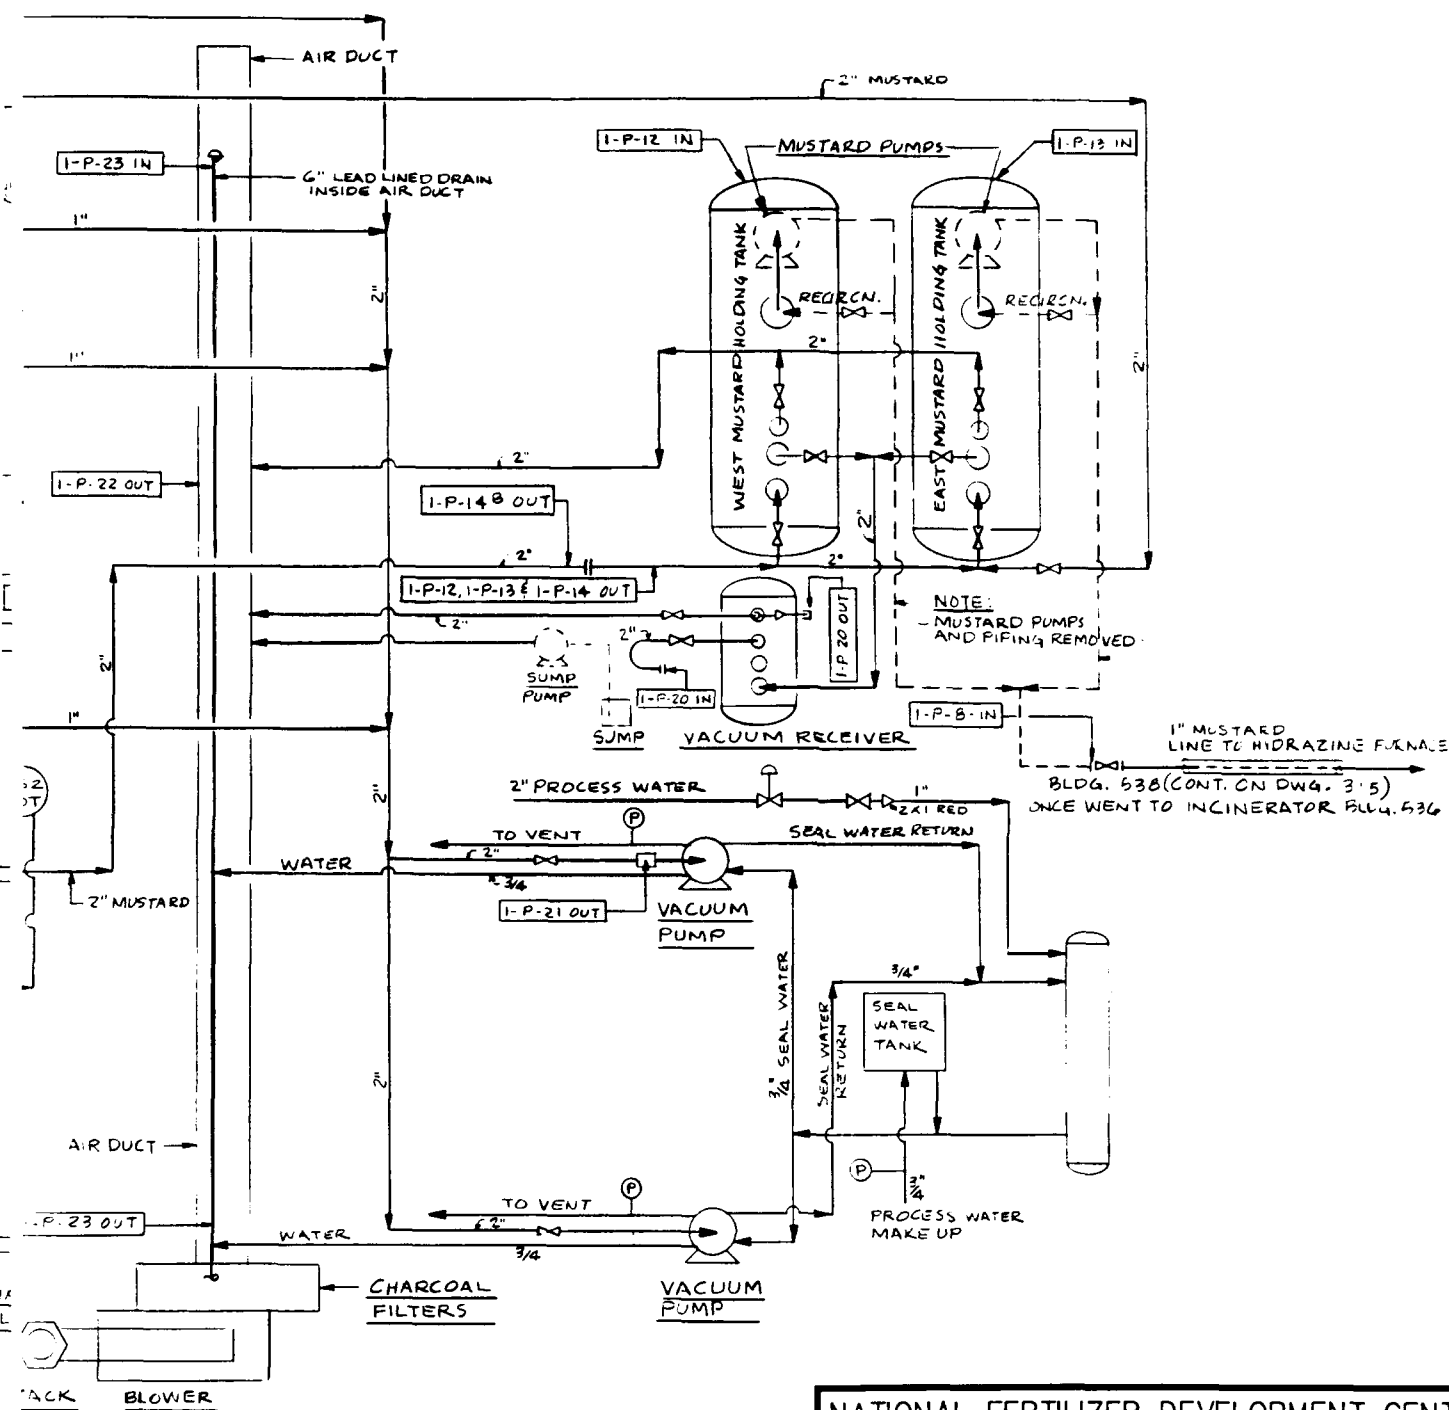 AIR DUCT
2" MUSTARD
1-P-12 IN
MUSTARD PUMPS
1-P-13 IN
1-P-23 IN
6" LEAD LINED DRAIN
INSIDE AIR DUCT
1"
2"
WEST MUSTARD HOLDING TANK
EAST MUSTARD HOLDING TANK
RECIRCN.
RECIRCN.
1"
2"
2"
2"
1-P-22 OUT
1-P-14B OUT
2"
2"
2"
1-P-12, 1-P-13 & 1-P-14 OUT
1-P 20 OUT
NOTE:
- MUSTARD PUMPS
AND PIPING REMOVED
2"
2"
2"
SUMP
PUMP
1-P-20 IN
1"
SUMP
VACUUM RECEIVER
1-P-8-IN
1" MUSTARD
LINE TO HIDRAZINE FURNACE
BLDG. 538 (CONT. ON DWG. 3'5)
ONCE WENT TO INCINERATOR BLDG. 536
2" PROCESS WATER
1"
2X1 RED
2"
P
TO VENT
SEAL WATER RETURN
2"
WATER
3/4
2" MUSTARD
1-P-21 OUT
VACUUM
PUMP
3/4" SEAL WATER
SEAL WATER
RETURN
3/4"
SEAL
WATER
TANK
2"
AIR DUCT
P
3/4"
PROCESS WATER
MAKE UP
P
TO VENT
2"
P-23 OUT
WATER
3/4
CHARCOAL
FILTERS
VACUUM
PUMP
ACK
BLOWER
NATIONAL FERTILIZER DEVELOPMENT CENT